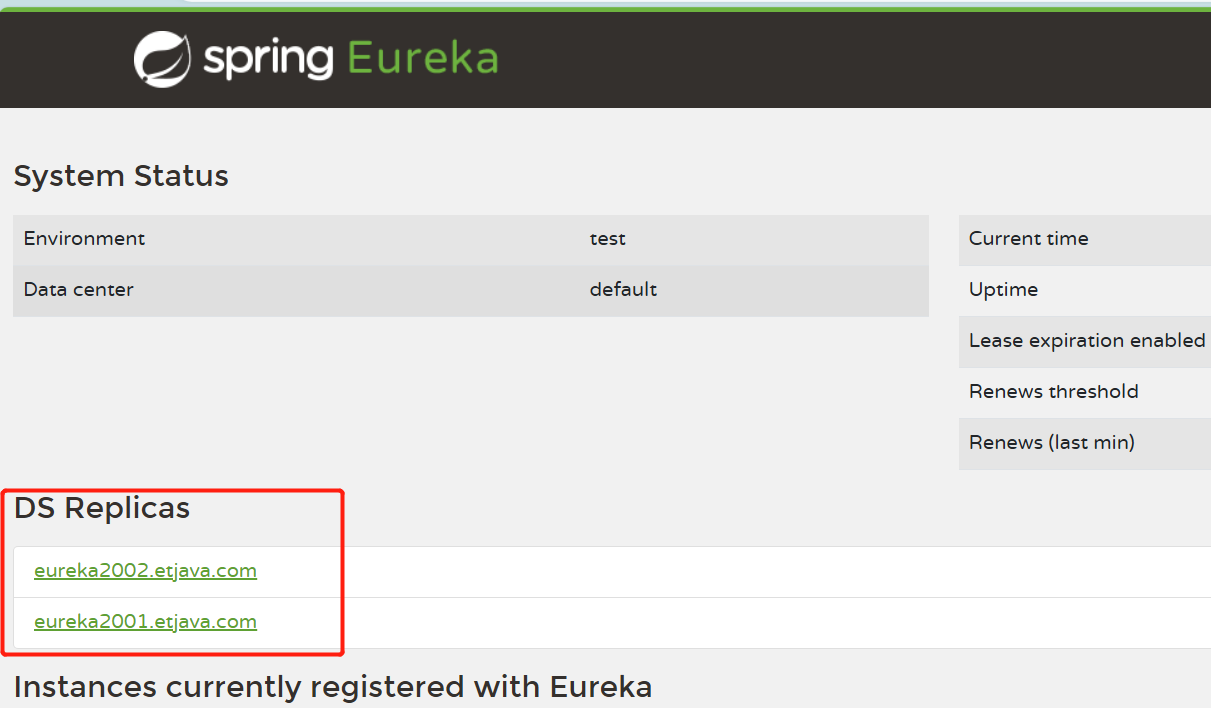 spring Eureka
System Status
Environment test
Data center default
Current time
Uptime
Lease expiration enabled
Renews threshold
Renews (last min)
DS Replicas
eureka2002.etjava.com
eureka2001.etjava.com
Instances currently registered with Eureka